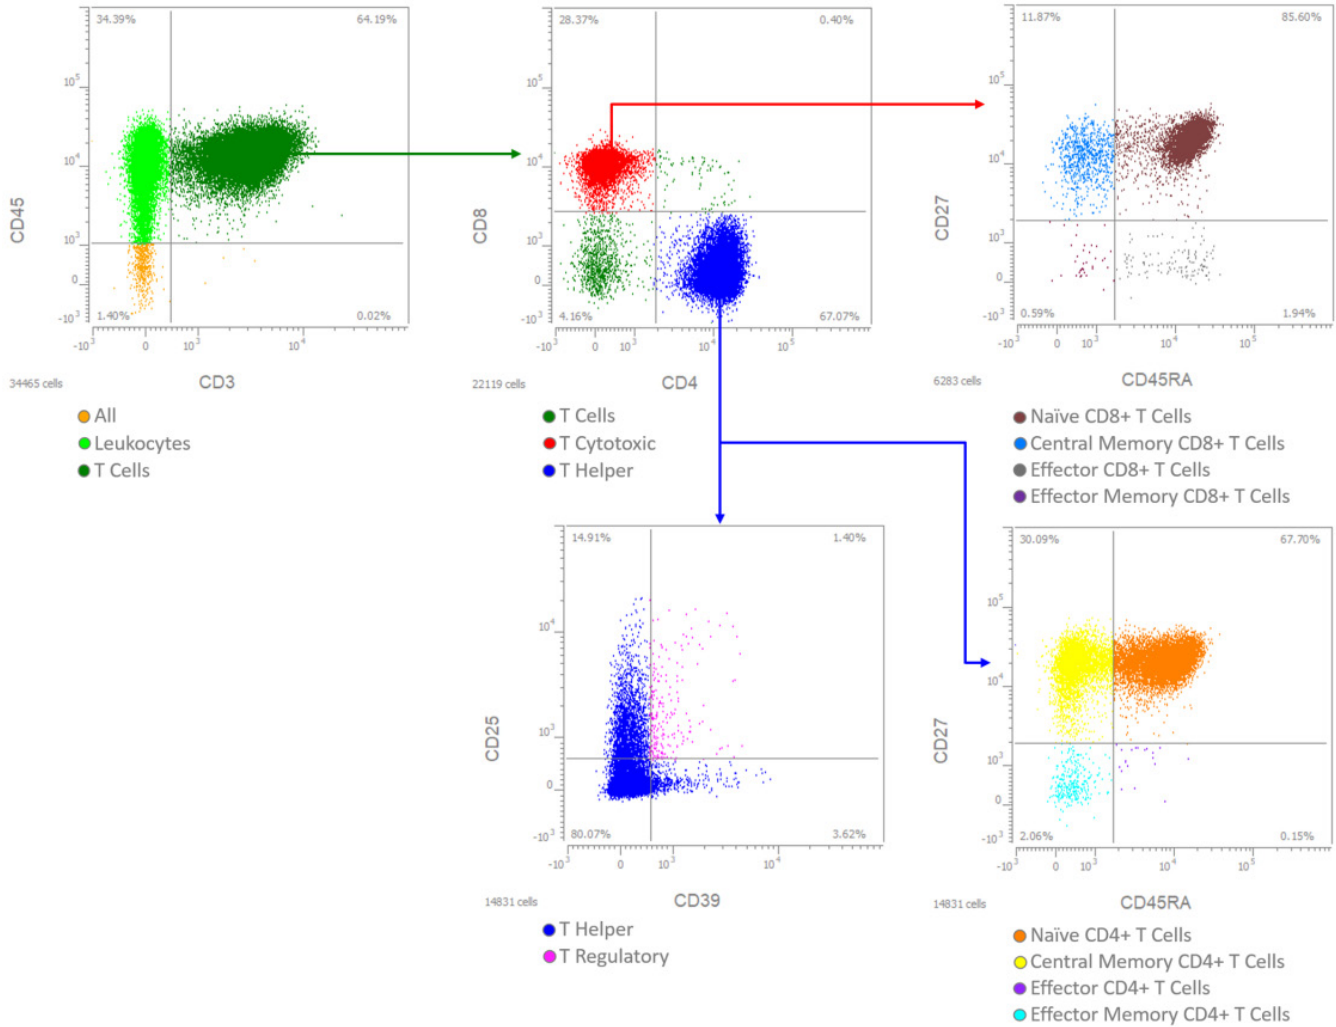 34.39%
64.19%
CD45
10⁵
10⁴
10³
0
-10³
1.40%
0.02%
-10³
0
10³
10⁴
34465 cells
CD3
All
Leukocytes
T Cells
28.37%
0.40%
CD8
10⁵
10⁴
10³
0
-10³
4.16%
67.07%
-10³
0
10³
10⁴
10⁵
22119 cells
CD4
T Cells
T Cytotoxic
T Helper
11.87%
85.60%
CD27
10⁵
10⁴
10³
0
-10³
0.59%
1.94%
-10³
0
10³
10⁴
10⁵
6283 cells
CD45RA
Naïve CD8+ T Cells
Central Memory CD8+ T Cells
Effector CD8+ T Cells
Effector Memory CD8+ T Cells
14.91%
1.40%
CD25
10⁴
10³
0
-10³
80.07%
3.62%
-10³
0
10³
10⁴
14831 cells
CD39
T Helper
T Regulatory
30.09%
67.70%
CD27
10⁵
10⁴
10³
0
-10³
2.06%
0.15%
-10³
0
10³
10⁴
10⁵
14831 cells
CD45RA
Naïve CD4+ T Cells
Central Memory CD4+ T Cells
Effector CD4+ T Cells
Effector Memory CD4+ T Cells